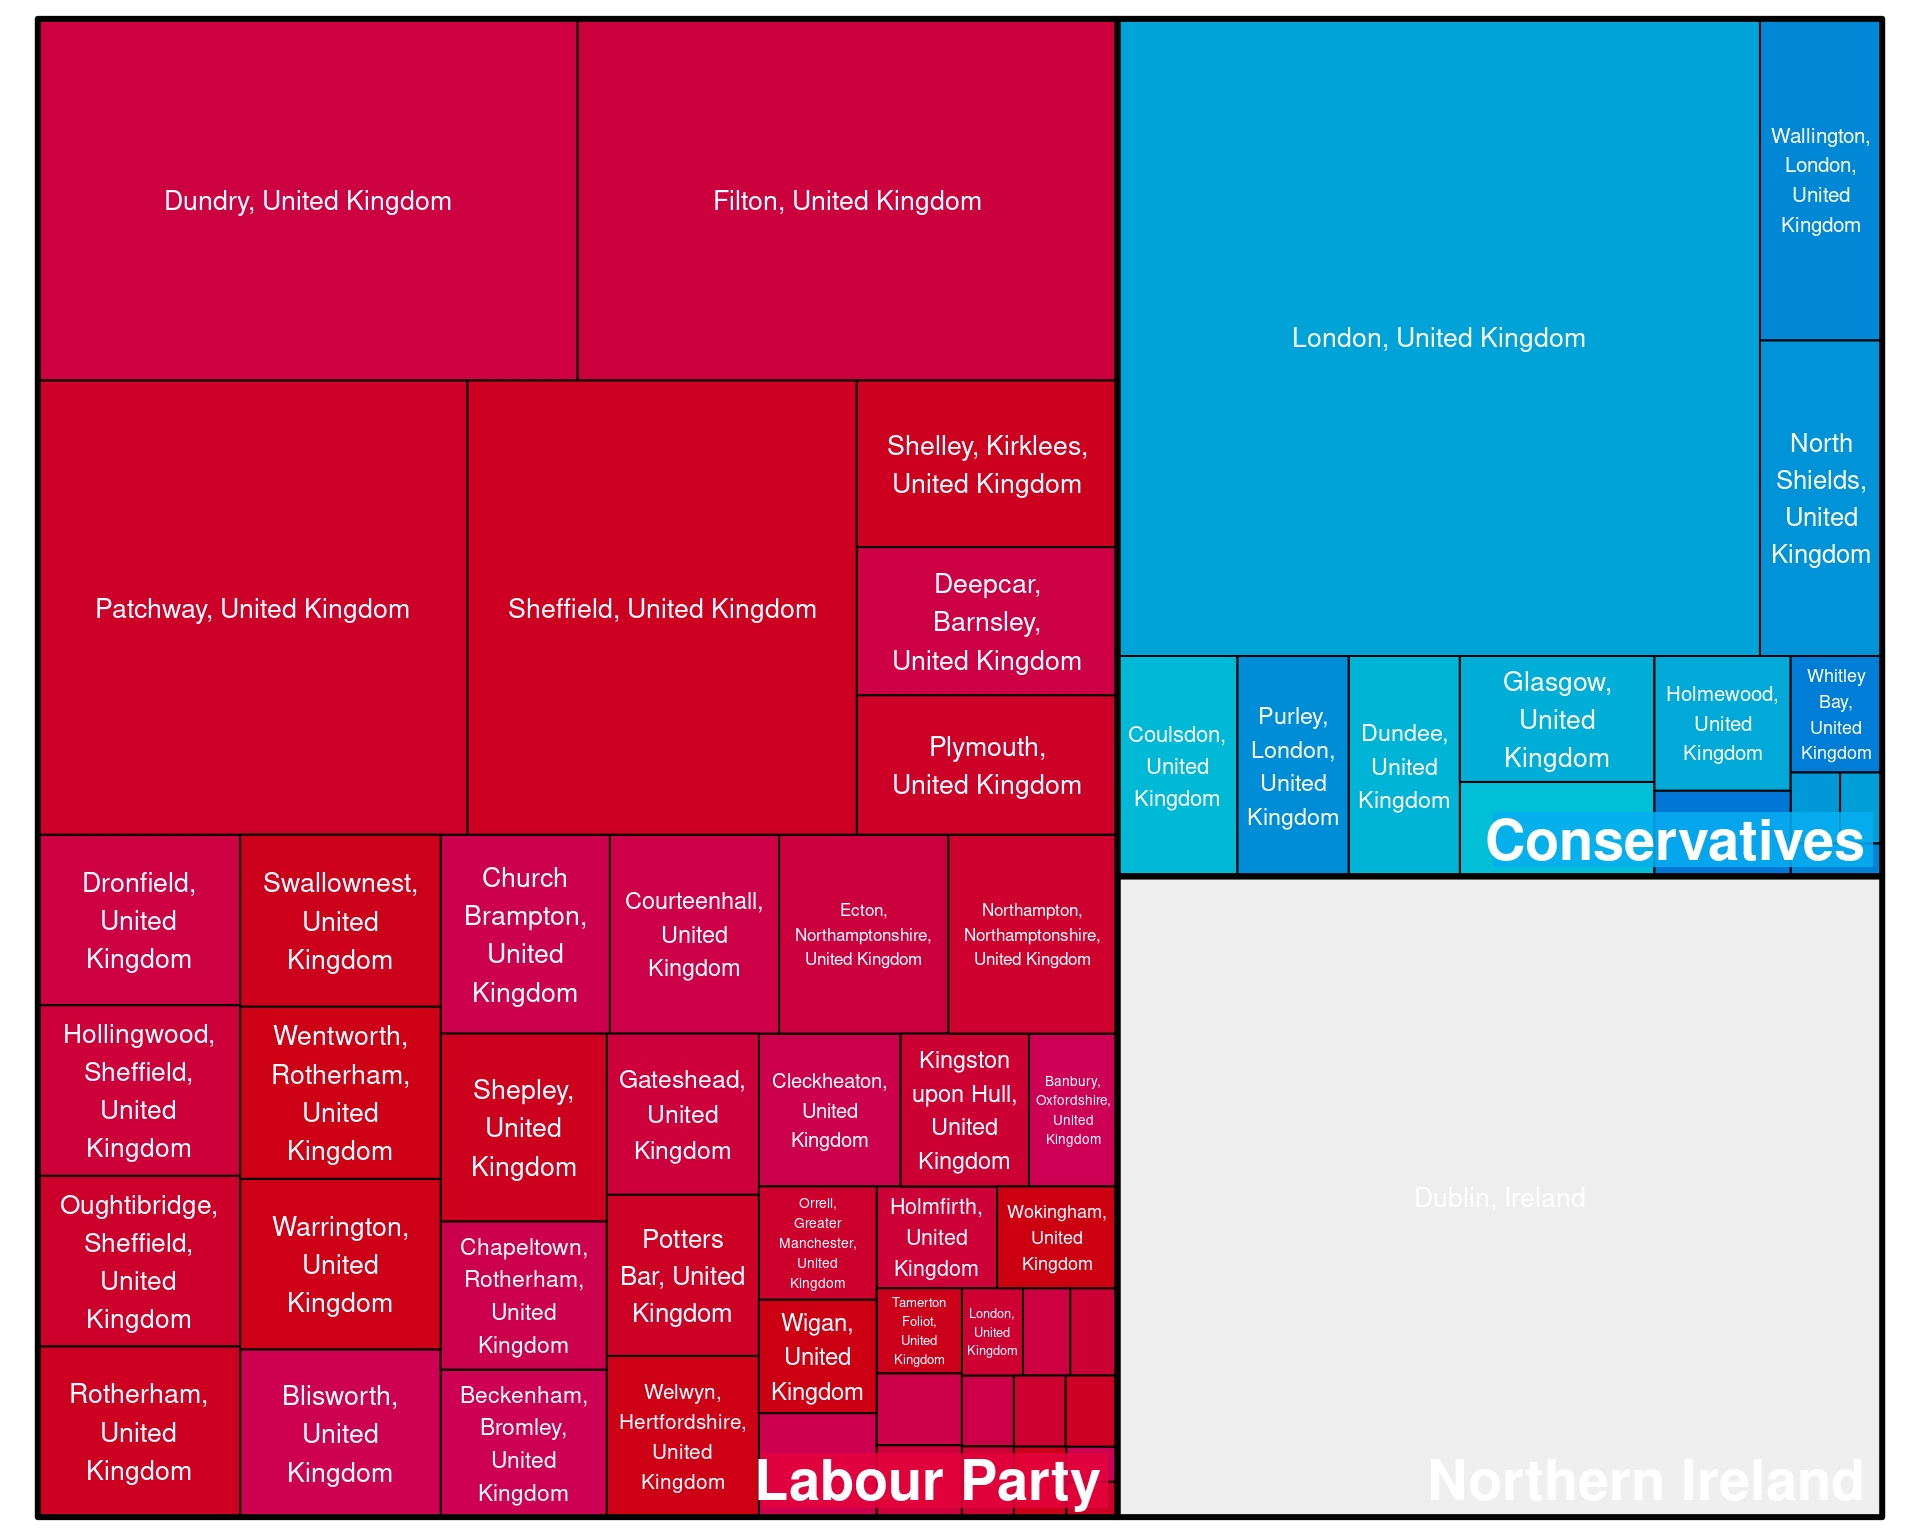 Dundry, United Kingdom
Filton, United Kingdom
Patchway, United Kingdom
Sheffield, United Kingdom
Shelley, Kirklees,
United Kingdom
Deepcar,
Barnsley,
United Kingdom
Plymouth,
United Kingdom
Dronfield,
United
Kingdom
Hollingwood,
Sheffield,
United
Kingdom
Oughtibridge,
Sheffield,
United
Kingdom
Rotherham,
United
Kingdom
Swallownest,
United
Kingdom
Wentworth,
Rotherham,
United
Kingdom
Warrington,
United
Kingdom
Blisworth,
United
Kingdom
Church
Brampton,
United
Kingdom
Courteenhall,
United
Kingdom
Ecton,
Northamptonshire,
United Kingdom
Northampton,
Northamptonshire,
United Kingdom
Shepley,
United
Kingdom
Chapeltown,
Rotherham,
United
Kingdom
Beckenham,
Bromley,
United
Kingdom
Gateshead,
United
Kingdom
Potters
Bar, United
Kingdom
Welwyn,
Hertfordshire,
United
Kingdom
Cleckheaton,
United
Kingdom
Kingston
upon Hull,
United
Kingdom
Banbury,
Oxfordshire,
United
Kingdom
Orrell,
Greater
Manchester,
United
Kingdom
Wigan,
United
Kingdom
Holmfirth,
United
Kingdom
Wokingham,
United
Kingdom
Tamerton
Foliot,
United
Kingdom
London,
United
Kingdom
Labour Party
London, United Kingdom
Wallington,
London,
United
Kingdom
North
Shields,
United
Kingdom
Coulsdon,
United
Kingdom
Purley,
London,
United
Kingdom
Dundee,
United
Kingdom
Glasgow,
United
Kingdom
Holmewood,
United
Kingdom
Whitley
Bay,
United
Kingdom
Conservatives
Dublin, Ireland
Northern Ireland